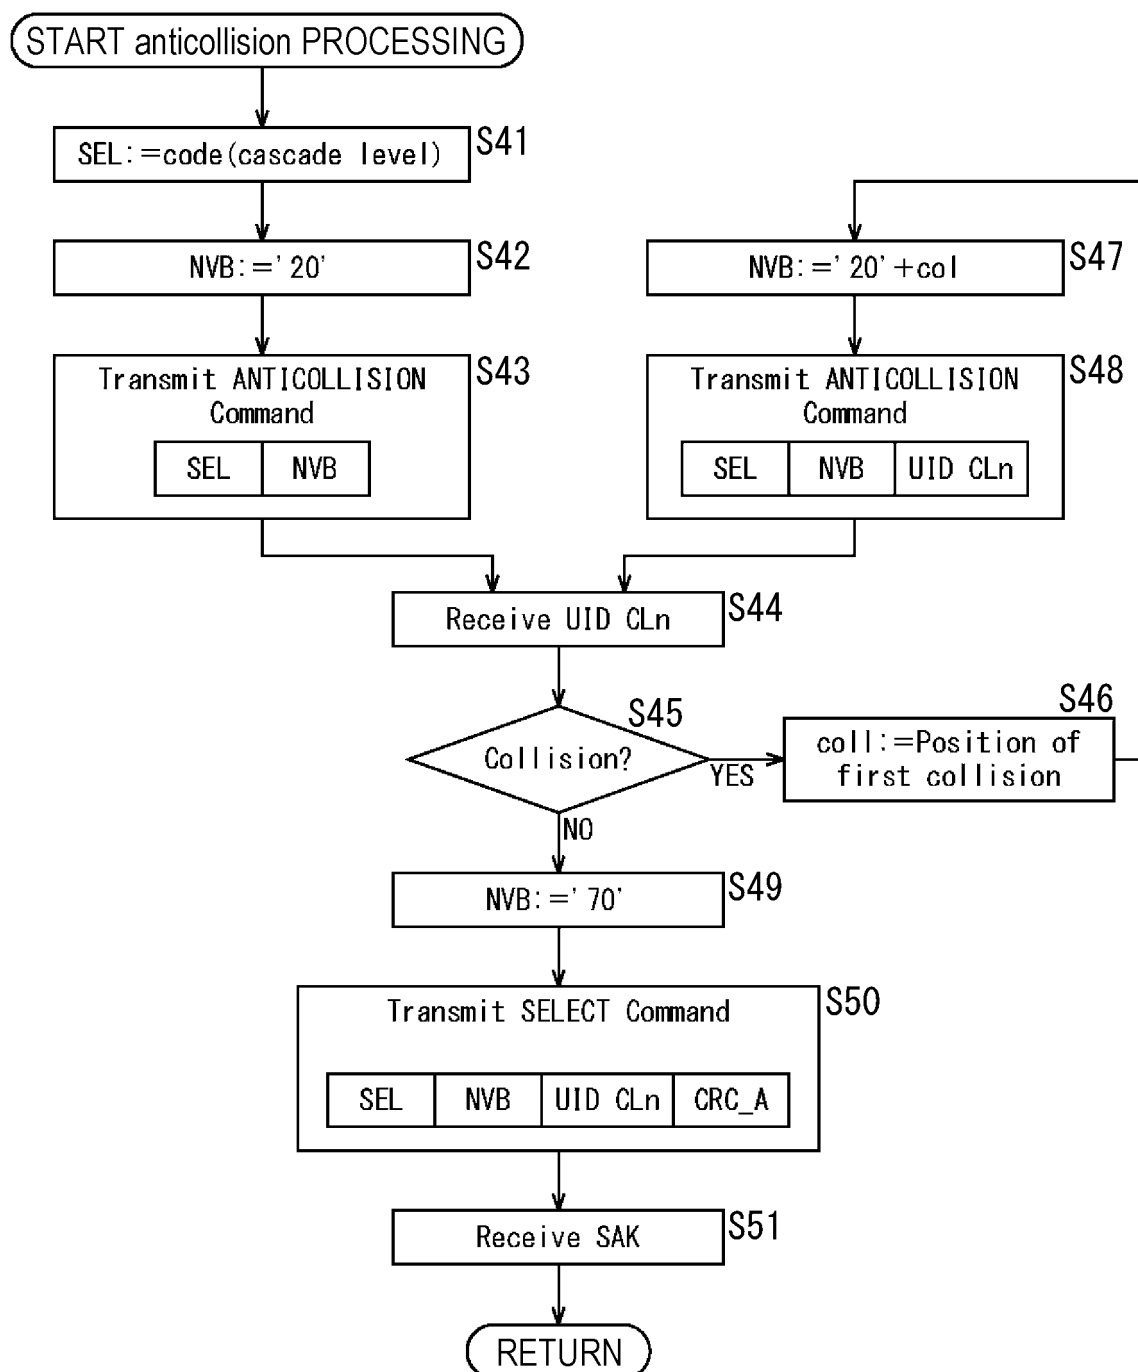 START anticollision PROCESSING
SEL:=code(cascade level)
S41
NVB:='20'
S42
Transmit ANTICOLLISION
Command
SEL
NVB
S43
NVB:='20'+col
S47
Transmit ANTICOLLISION
Command
SEL
NVB
UID CLn
S48
Receive UID CLn
S44
Collision?
S45
YES
NO
coll:=Position of
first collision
S46
NVB:='70'
S49
Transmit SELECT Command
SEL
NVB
UID CLn
CRC_A
S50
Receive SAK
S51
RETURN